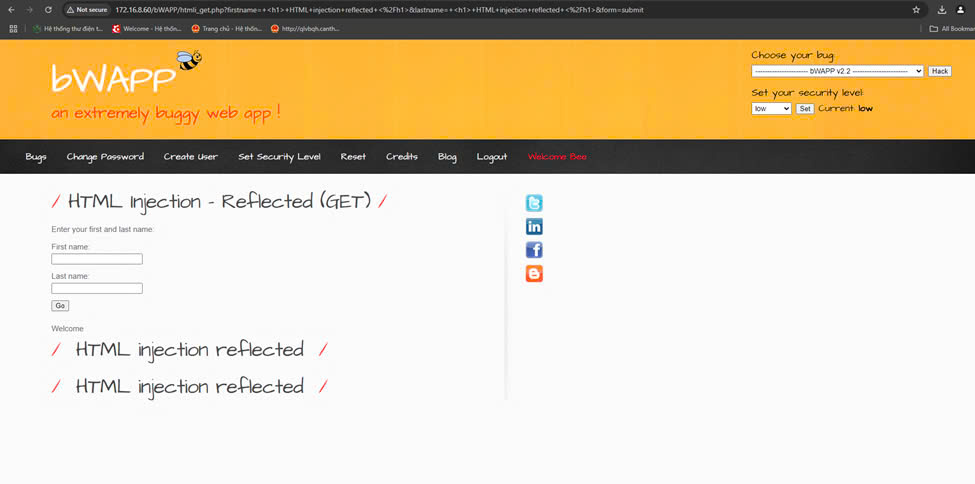 Not secure 172.16.8.60/bWAPP/htmli_get.php?firstname=+<h1>+HTML+injection+reflected+<%2Fh1>&lastname=+<h1>+HTML+injection+reflected+<%2Fh1>&form=submit
Hệ thống thư điện t... Welcome - Hệ thốn... Trang chủ - Hệ thốn... http://qlvbqh.canth... All Bookmar
bWAPP
an extremely buggy web app !
Choose your bug:
---------------------- bWAPP v2.2 ---------------------- Hack
Set your security level:
low Set Current: low
Bugs Change Password Create User Set Security Level Reset Credits Blog Logout Welcome Bee
/ HTML Injection - Reflected (GET) /
Enter your first and last name:
First name:
Last name:
Go
Welcome
/ HTML injection reflected /
/ HTML injection reflected /